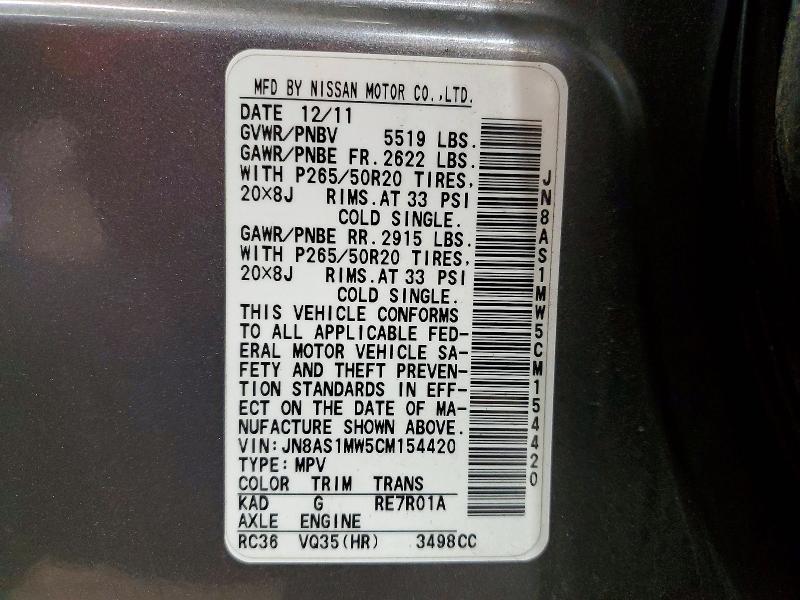 MFD BY NISSAN MOTOR CO.,LTD.
DATE 12/11
GVWR/PNBV 5519 LBS.
GAWR/PNBE FR. 2622 LBS.
WITH P265/50R20 TIRES,
20×8J RIMS. AT 33 PSI
COLD SINGLE.
GAWR/PNBE RR. 2915 LBS.
WITH P265/50R20 TIRES,
20×8J RIMS. AT 33 PSI
COLD SINGLE.
THIS VEHICLE CONFORMS
TO ALL APPLICABLE FED-
ERAL MOTOR VEHICLE SA-
FETY AND THEFT PREVEN-
TION STANDARDS IN EFF-
ECT ON THE DATE OF MA-
NUFACTURE SHOWN ABOVE.
VIN: JN8AS1MW5CM154420
TYPE: MPV
COLOR TRIM TRANS
KAD G RE7R01A
AXLE ENGINE
RC36 VQ35(HR) 3498CC
JN8AS1MW5CM154420